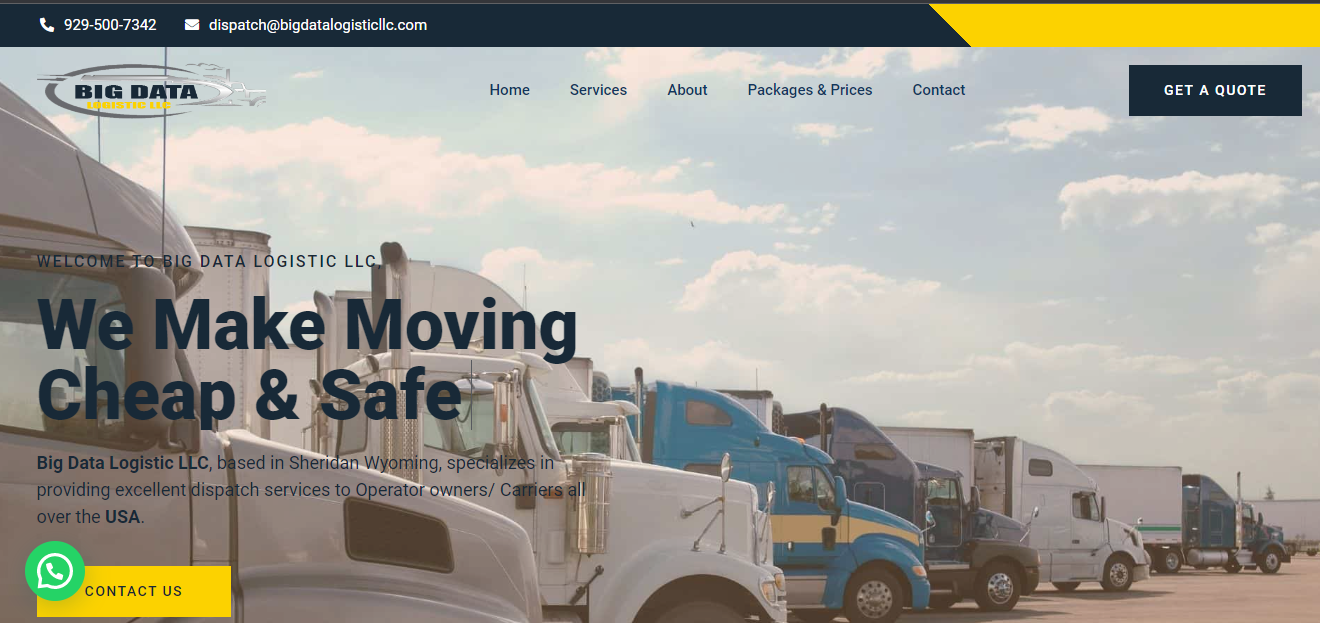 929-500-7342 dispatch@bigdatalogisticllc.com
BIG DATA
LOGISTIC LLC
Home Services About Packages & Prices Contact
GET A QUOTE
WELCOME TO BIG DATA LOGISTIC LLC,
We Make Moving
Cheap & Safe
Big Data Logistic LLC, based in Sheridan Wyoming, specializes in
providing excellent dispatch services to Operator owners/ Carriers all
over the USA.
CONTACT US